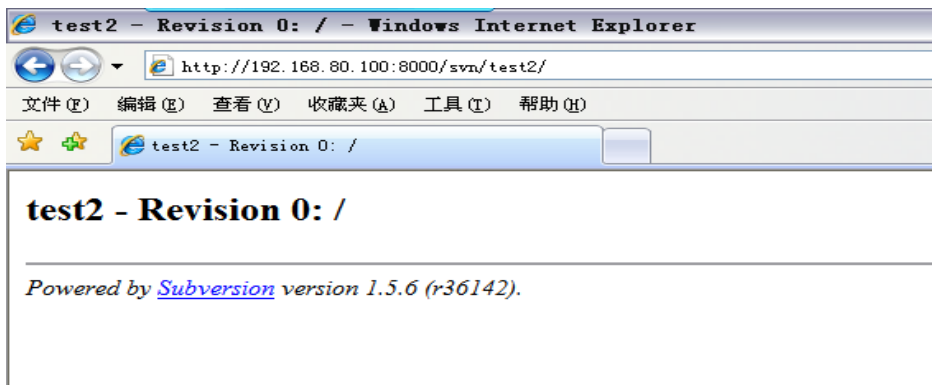 test2 - Revision 0: / - Windows Internet Explorer
http://192.168.80.100:8000/svn/test2/
文件(F) 编辑(E) 查看(V) 收藏夹(A) 工具(T) 帮助(H)
test2 - Revision 0: /
test2 - Revision 0: /
Powered by Subversion version 1.5.6 (r36142).